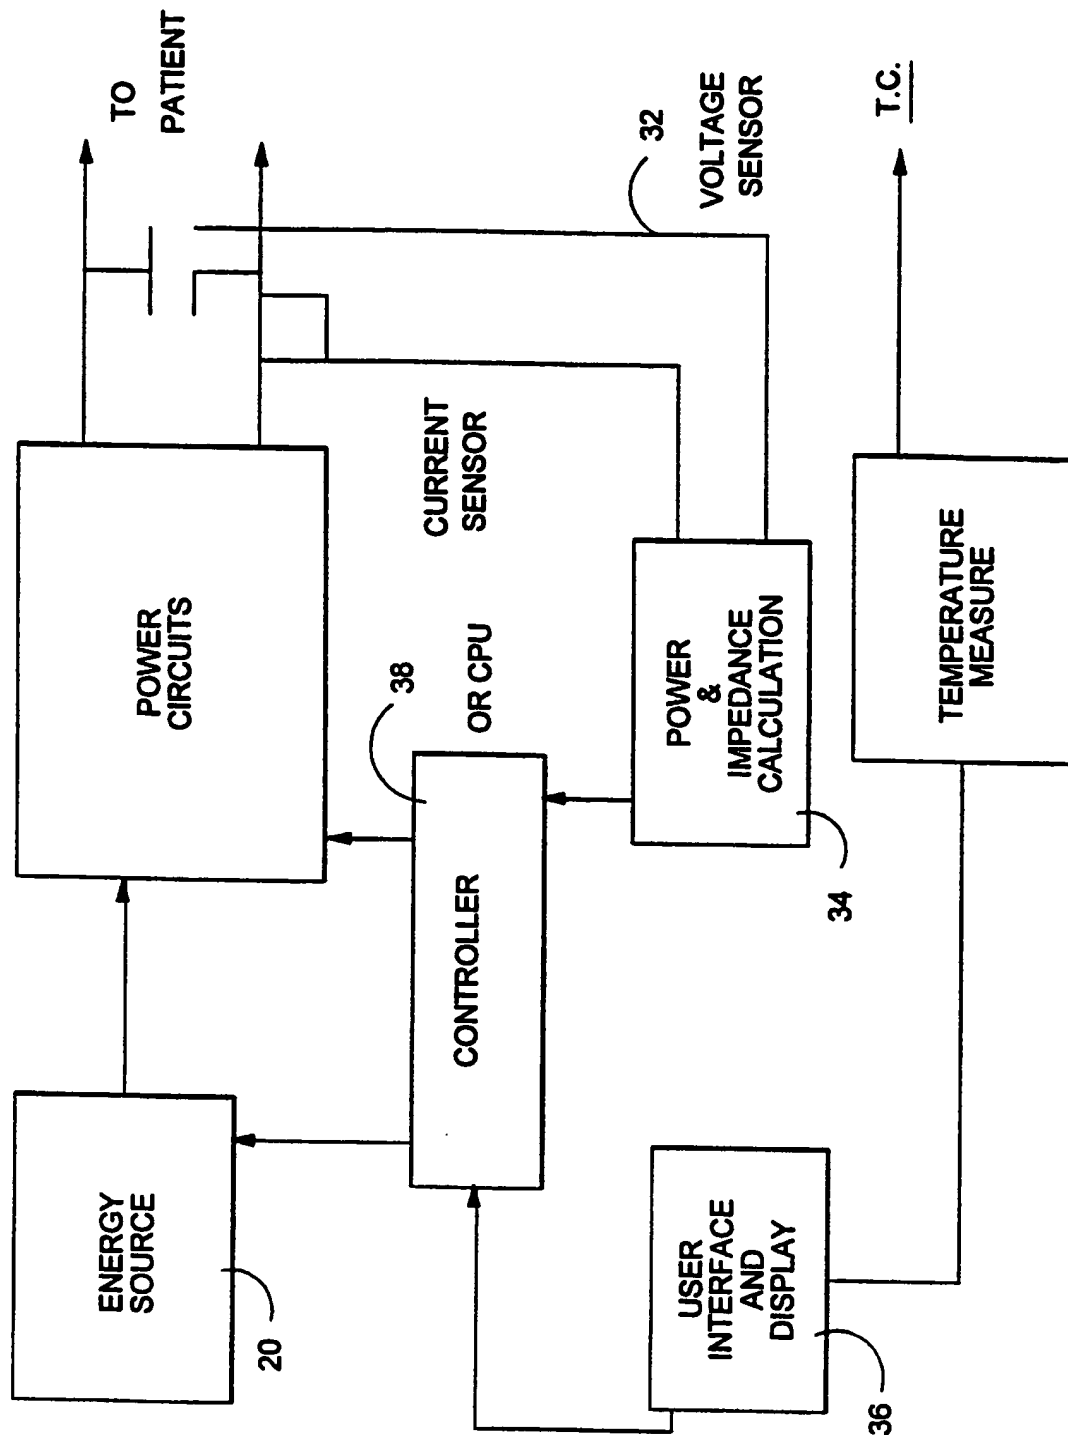 ENERGY
SOURCE
20
POWER
CIRCUITS
TO
PATIENT
CONTROLLER
38
OR CPU
CURRENT
SENSOR
32
VOLTAGE
SENSOR
USER
INTERFACE
AND
DISPLAY
36
POWER
&
IMPEDANCE
CALCULATION
34
TEMPERATURE
MEASURE
T.C.